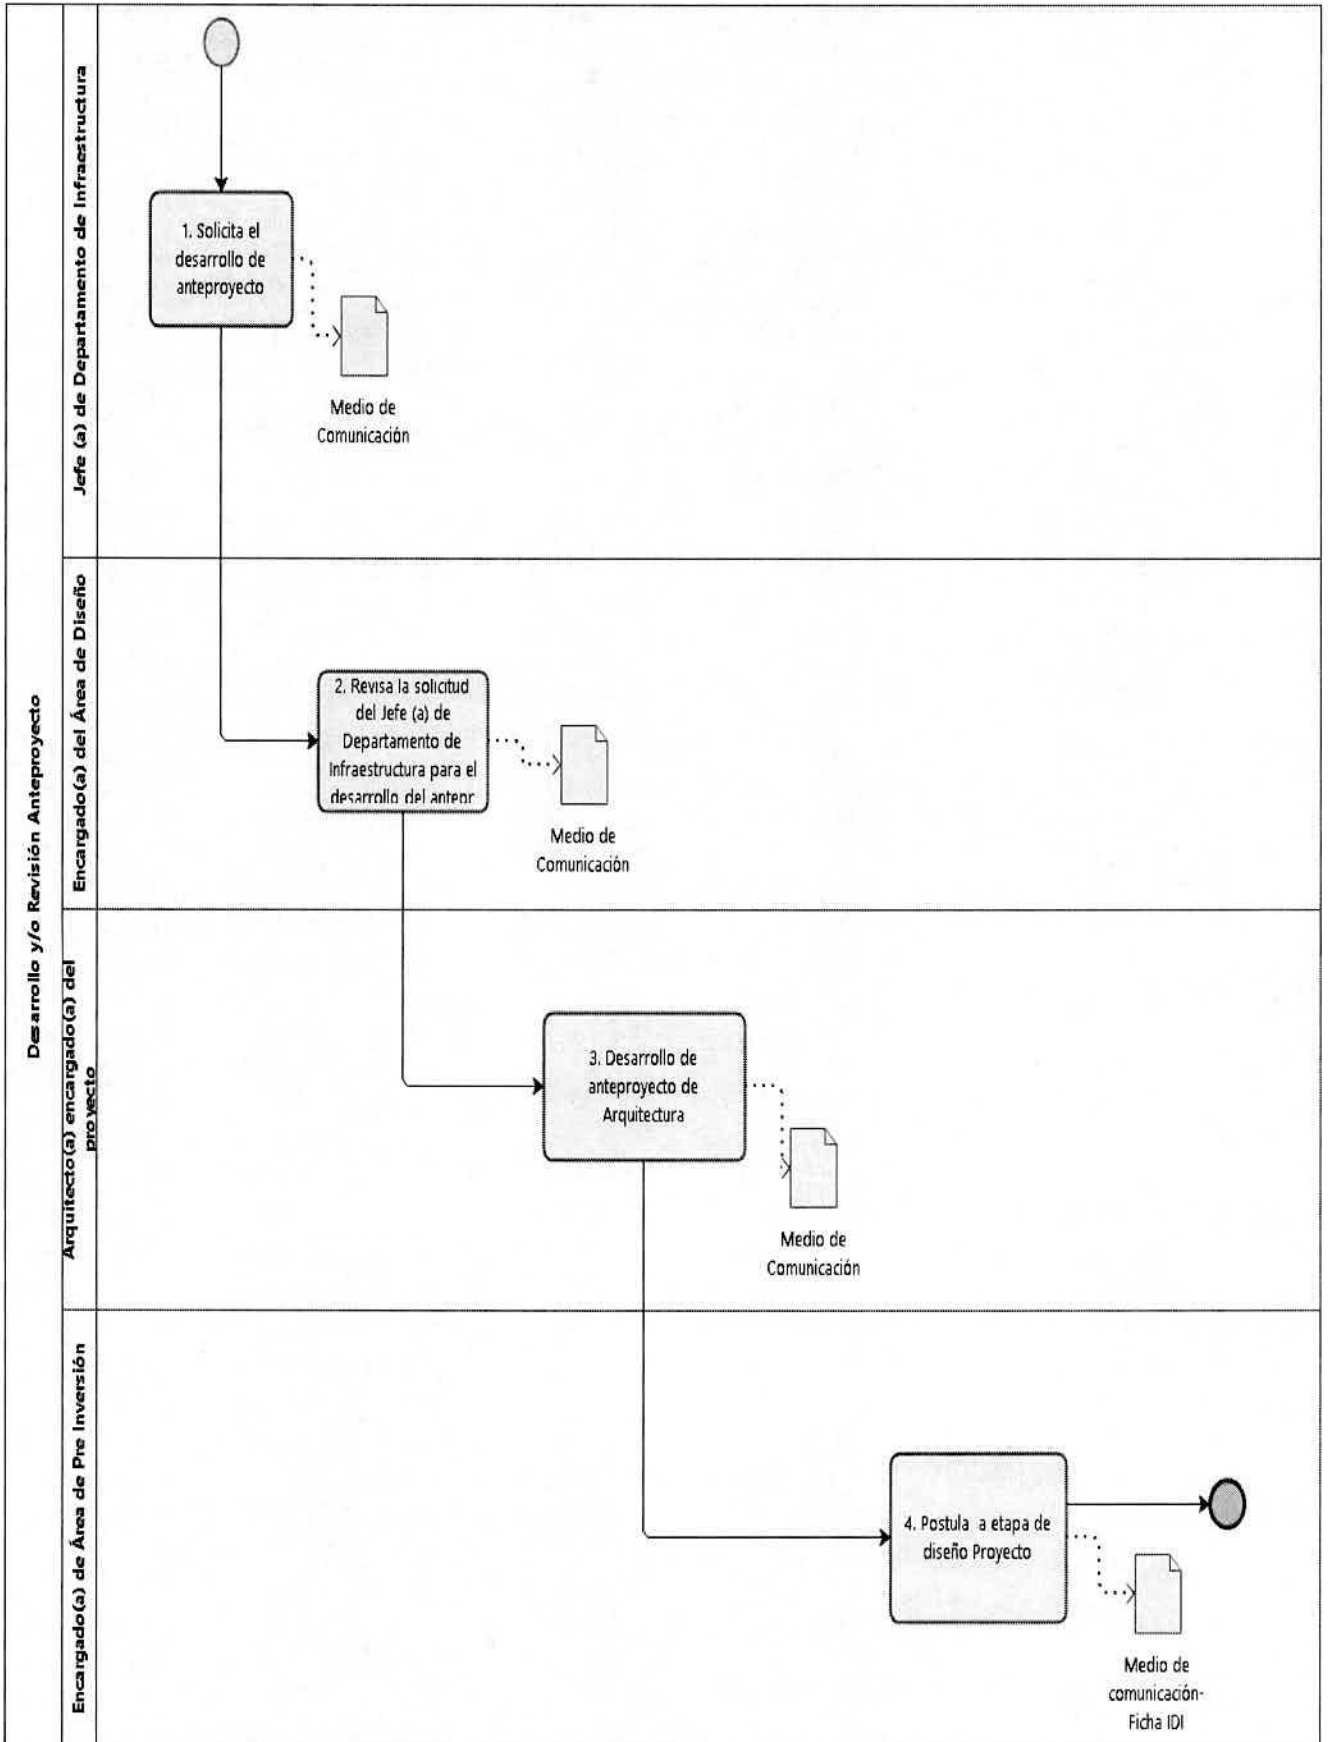 Desarrollo y/o Revisión Anteproyecto
Jefe (a) de Departamento de Infraestructura
1. Solicita el
desarrollo de
anteproyecto
Medio de
Comunicación
Encargado(a) del Área de Diseño
2. Revisa la solicitud
del Jefe (a) de
Departamento de
Infraestructura para el
desarrollo del antepr
Medio de
Comunicación
Arquitecto(a) encargado(a) del
proyecto
3. Desarrollo de
anteproyecto de
Arquitectura
Medio de
Comunicación
Encargado(a) de Área de Pre Inversión
4. Postula a etapa de
diseño Proyecto
Medio de
comunicación-
Ficha IDI